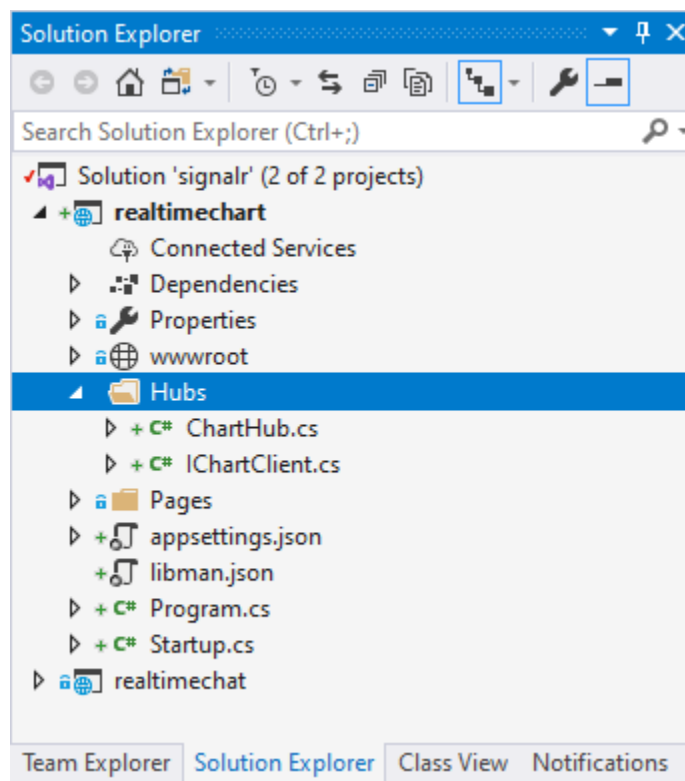 Solution Explorer
Search Solution Explorer (Ctrl+;)
Solution 'signalr' (2 of 2 projects)
realtimechart
Connected Services
Dependencies
Properties
wwwroot
Hubs
C# ChartHub.cs
C# IChartClient.cs
Pages
appsettings.json
libman.json
C# Program.cs
C# Startup.cs
realtimechat
Team Explorer Solution Explorer Class View Notifications